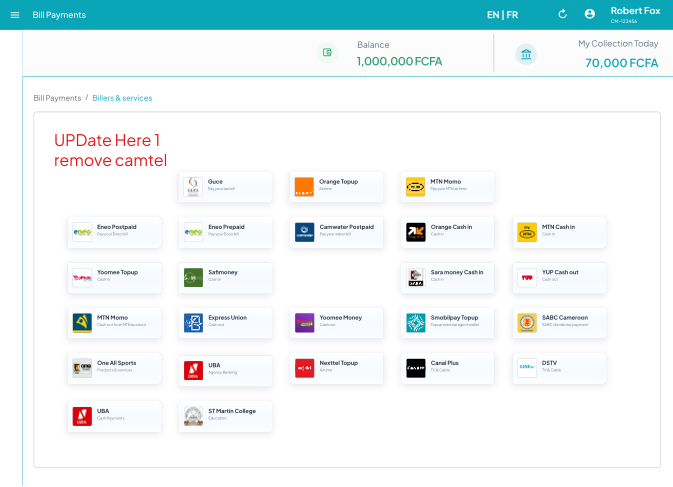 Bill Payments
EN | FR
Robert Fox
CM-123456
Balance
1,000,000 FCFA
My Collection Today
70,000 FCFA
Bill Payments / Billers & services
UPDate Here 1
remove camtel
Guce
Orange Topup
Airtime
MTN Momo
Pay your MTN service
Eneo Postpaid
Pay your Eneo bill
Eneo Prepaid
Pay your Eneo bill
Camwater Postpaid
Pay your water bill
Orange Cash in
Cash in
MTN Cash in
Cash in
Yoomee Topup
Cash in
Safimoney
Cash in
Sara money Cash in
Cash in
YUP Cash out
Cash out
MTN Momo
Cash out from MTN account
Express Union
Cash out
Yoomee Money
Cash out
Smobilpay Topup
Topup external agent wallet
SABC Cameroon
SABC distributor payment
One All Sports
Products & services
UBA
Agency Banking
Nexttel Topup
Airtime
Canal Plus
TV & Cable
DSTV
TV & Cable
UBA
Cash Payments
ST Martin College
Education